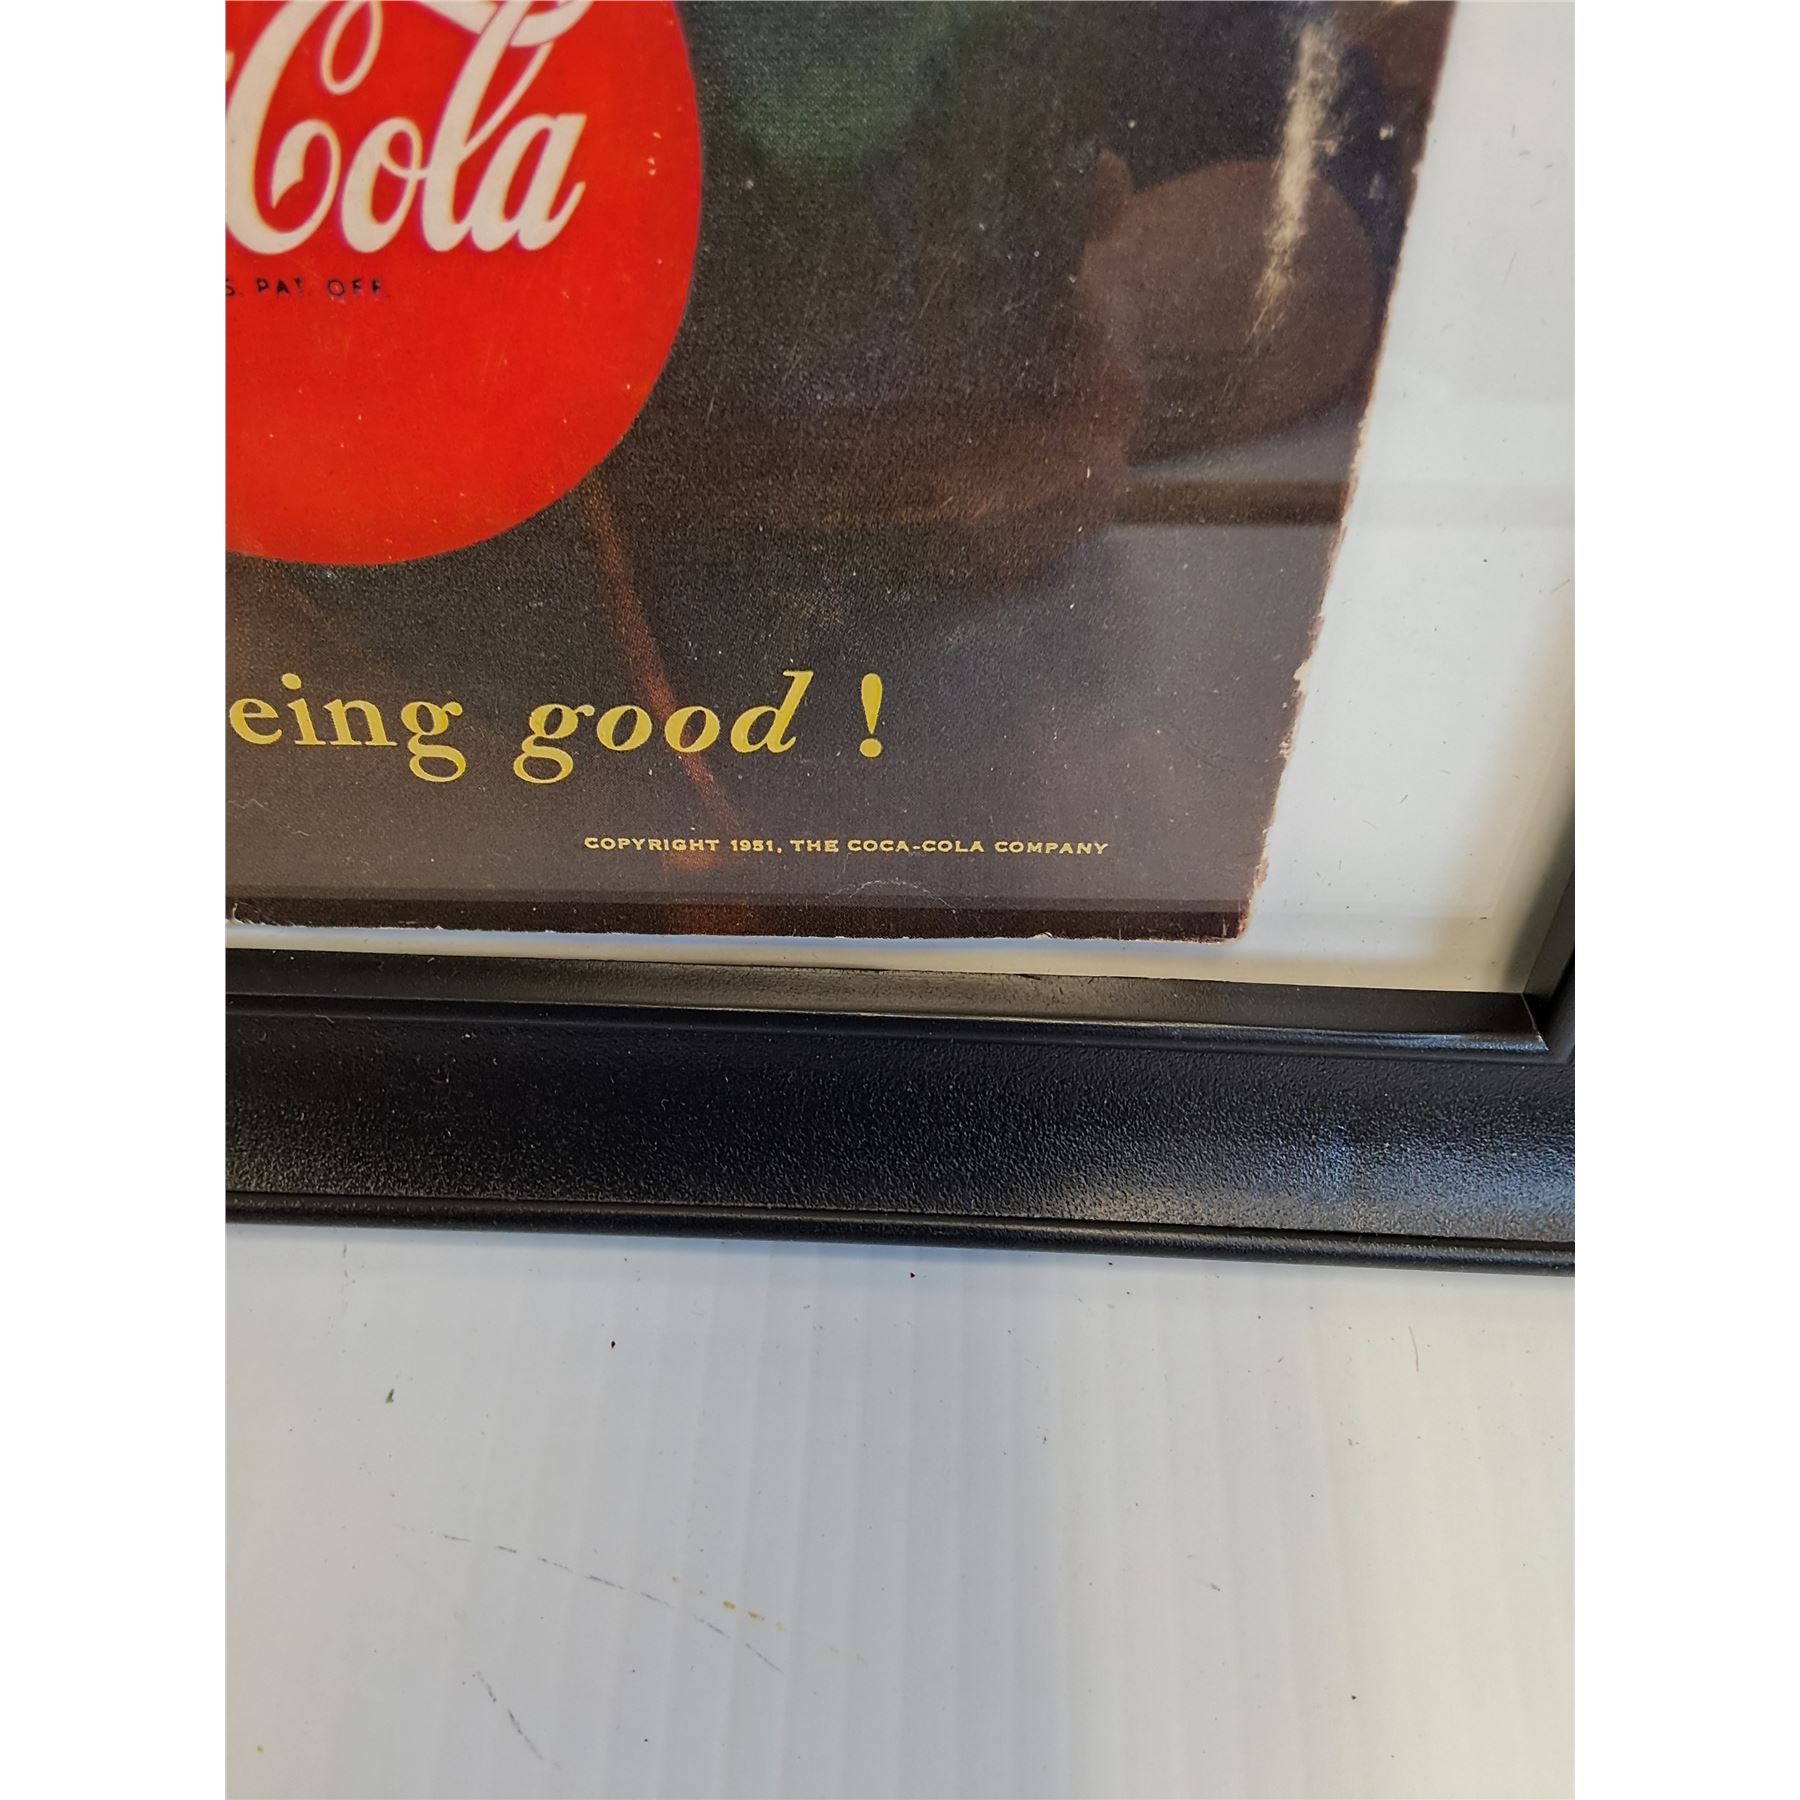 Cola
PAT. OFF.
eing good !
COPYRIGHT 1951, THE COCA-COLA COMPANY